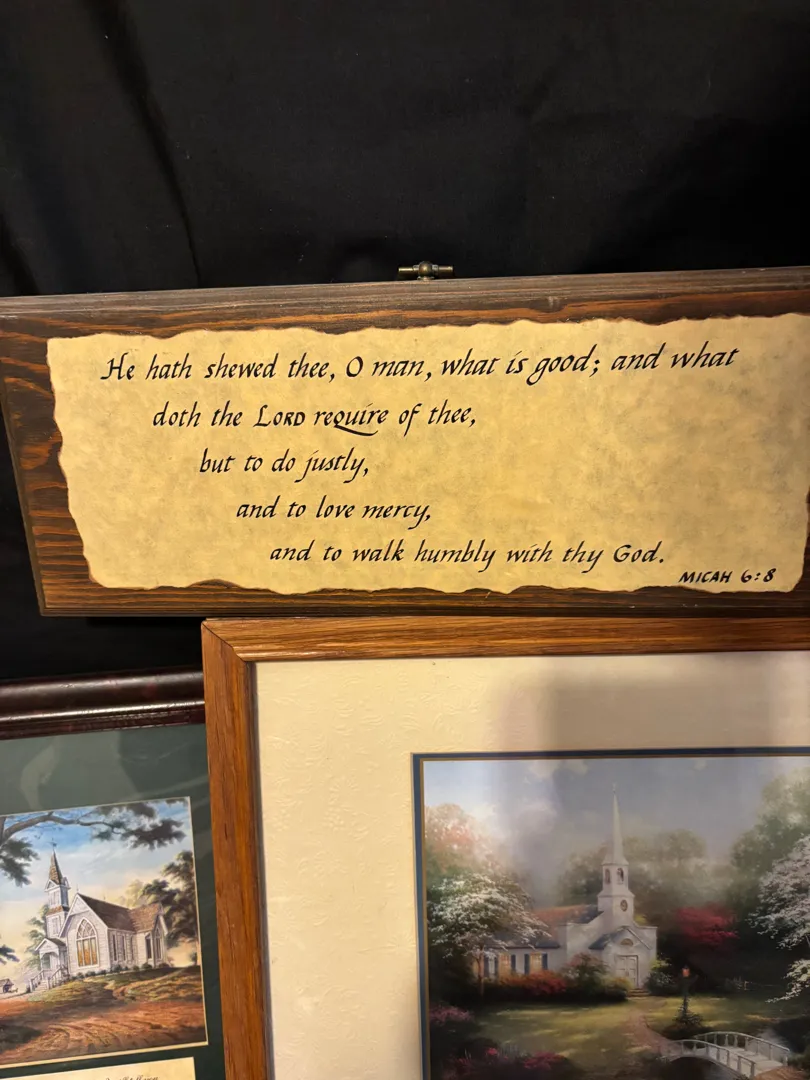 He hath shewed thee, O man, what is good; and what
doth the LORD require of thee,
but to do justly,
and to love mercy,
and to walk humbly with thy God.
MICAH 6:8